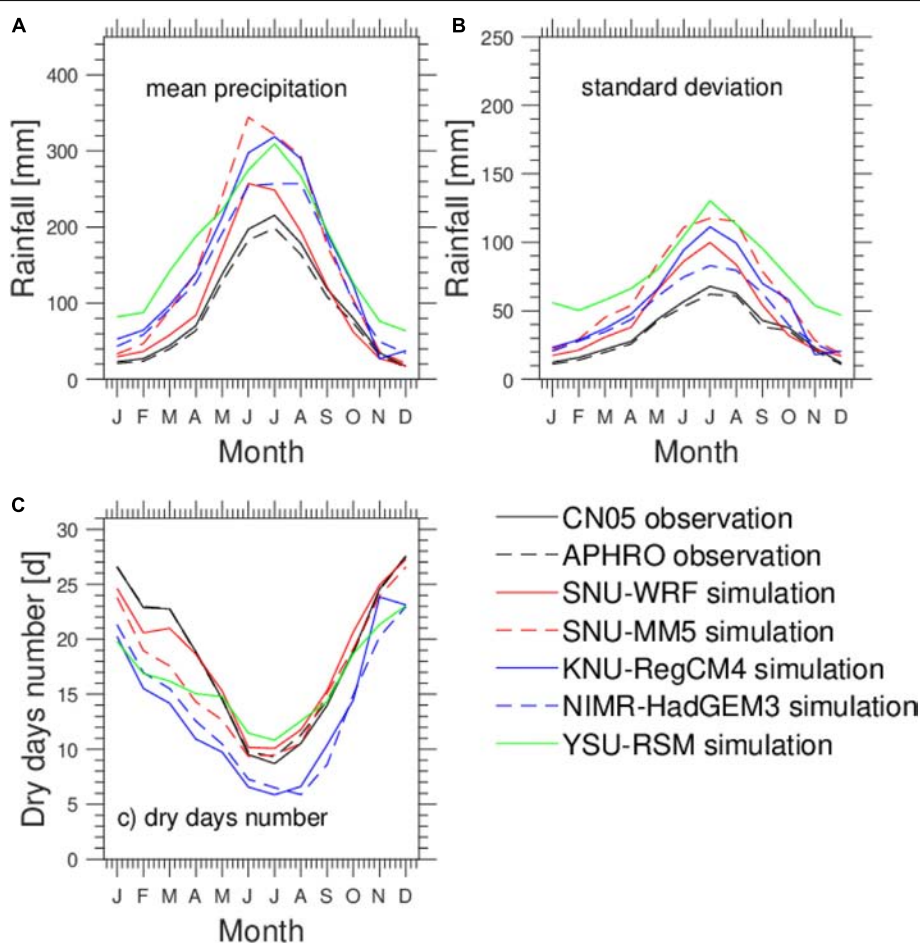 A
mean precipitation
Rainfall [mm]
400
300
200
100
0
J F M A M J J A S O N D
Month
B
standard deviation
Rainfall [mm]
250
200
150
100
50
0
J F M A M J J A S O N D
Month
C
Dry days number [d]
30
25
20
15
10
5
0
c) dry days number
J F M A M J J A S O N D
Month
CN05 observation
APHRO observation
SNU-WRF simulation
SNU-MM5 simulation
KNU-RegCM4 simulation
NIMR-HadGEM3 simulation
YSU-RSM simulation